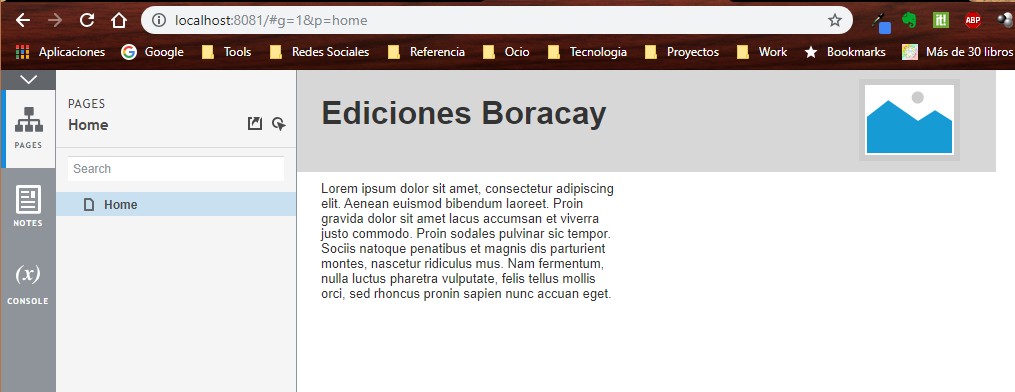 localhost:8081/#g=1&p=home
it!
ABP
Aplicaciones Google Tools Redes Sociales Referencia Ocio Tecnologia Proyectos Work Bookmarks Más de 30 libros
PAGES
Home
Search
Home
PAGES
NOTES
(x)
CONSOLE
Ediciones Boracay
Lorem ipsum dolor sit amet, consectetur adipiscing
elit. Aenean euismod bibendum laoreet. Proin
gravida dolor sit amet lacus accumsan et viverra
justo commodo. Proin sodales pulvinar sic tempor.
Sociis natoque penatibus et magnis dis parturient
montes, nascetur ridiculus mus. Nam fermentum,
nulla luctus pharetra vulputate, felis tellus mollis
orci, sed rhoncus pronin sapien nunc accuan eget.